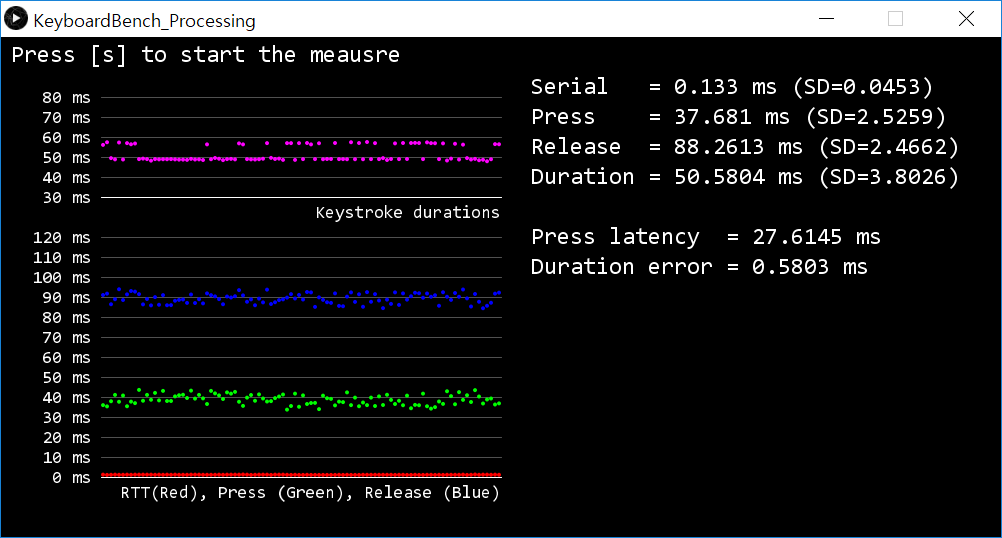 KeyboardBench_Processing
Press [s] to start the meausre
80 ms
70 ms
60 ms
50 ms
40 ms
30 ms
Keystroke durations
120 ms
110 ms
100 ms
90 ms
80 ms
70 ms
60 ms
50 ms
40 ms
30 ms
20 ms
10 ms
0 ms
RTT(Red), Press (Green), Release (Blue)
Serial = 0.133 ms (SD=0.0453)
Press = 37.681 ms (SD=2.5259)
Release = 88.2613 ms (SD=2.4662)
Duration = 50.5804 ms (SD=3.8026)
Press latency = 27.6145 ms
Duration error = 0.5803 ms